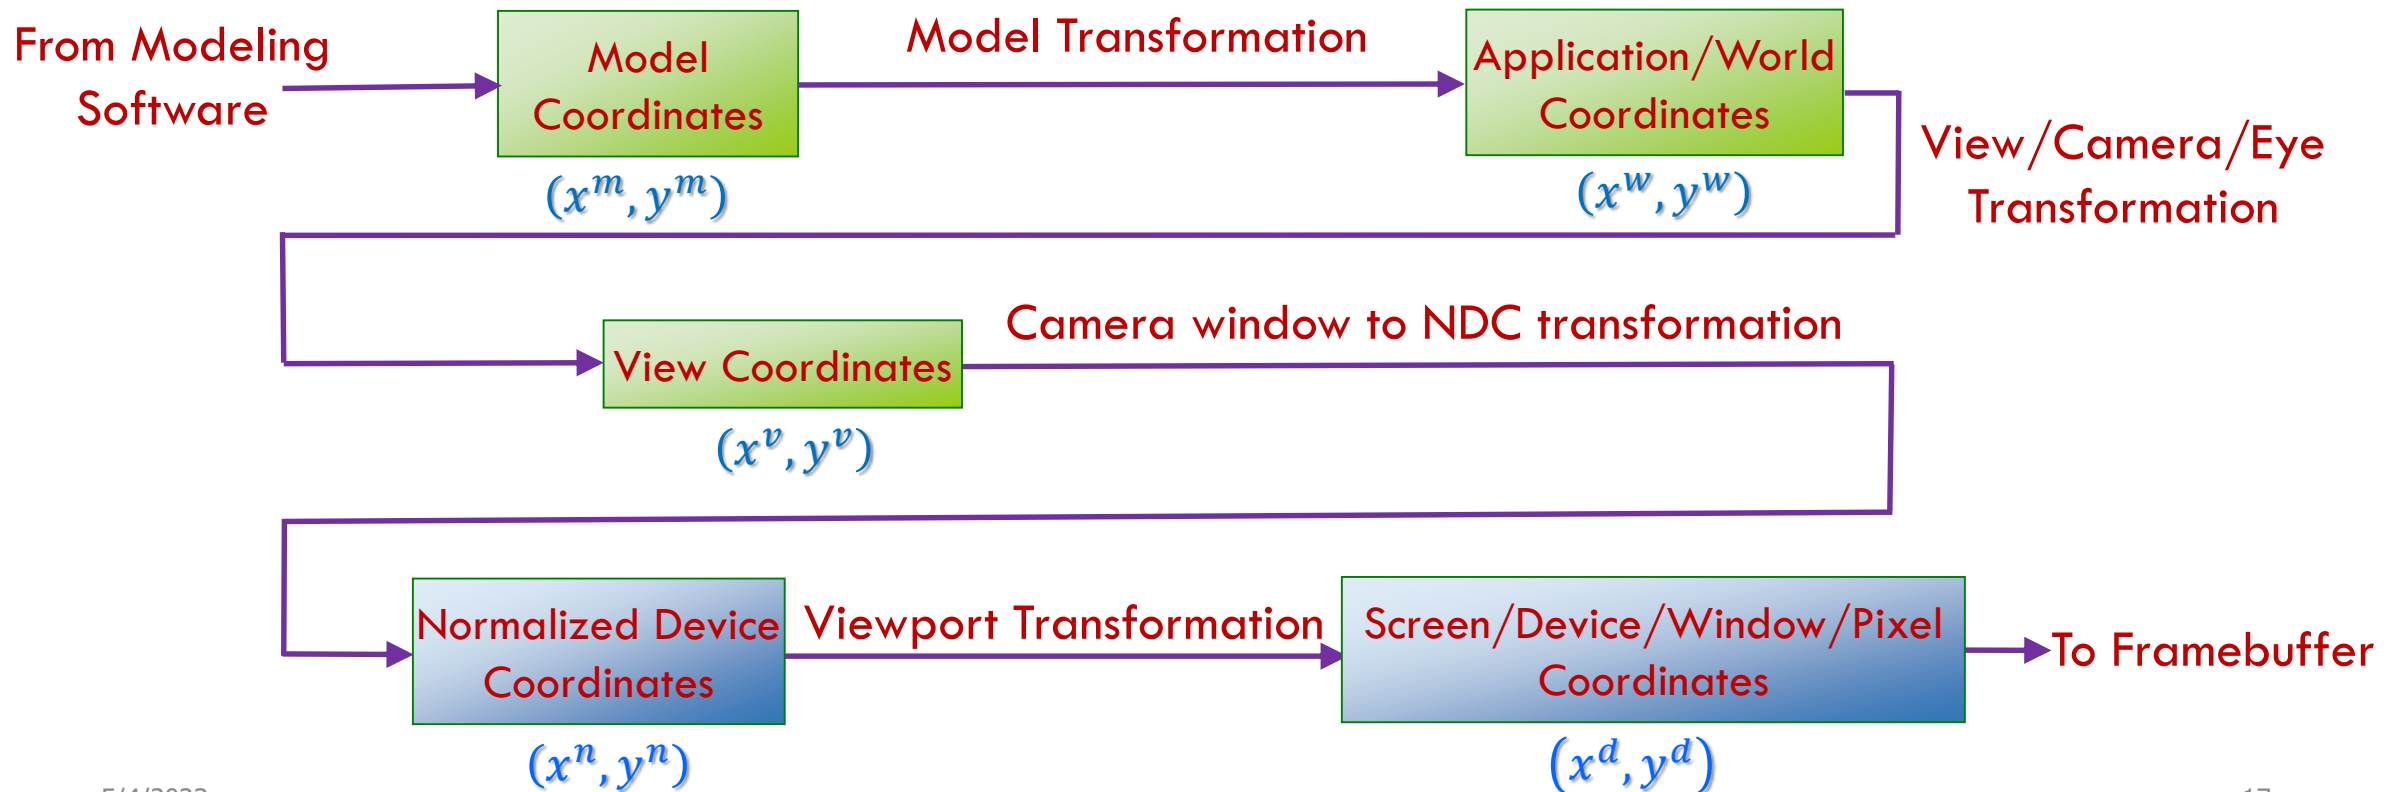 From Modeling
Software
Model
Coordinates
(x^m, y^m)
Model Transformation
Application/World
Coordinates
(x^w, y^w)
View/Camera/Eye
Transformation
View Coordinates
(x^v, y^v)
Camera window to NDC transformation
Normalized Device
Coordinates
(x^n, y^n)
Viewport Transformation
Screen/Device/Window/Pixel
Coordinates
(x^d, y^d)
To Framebuffer